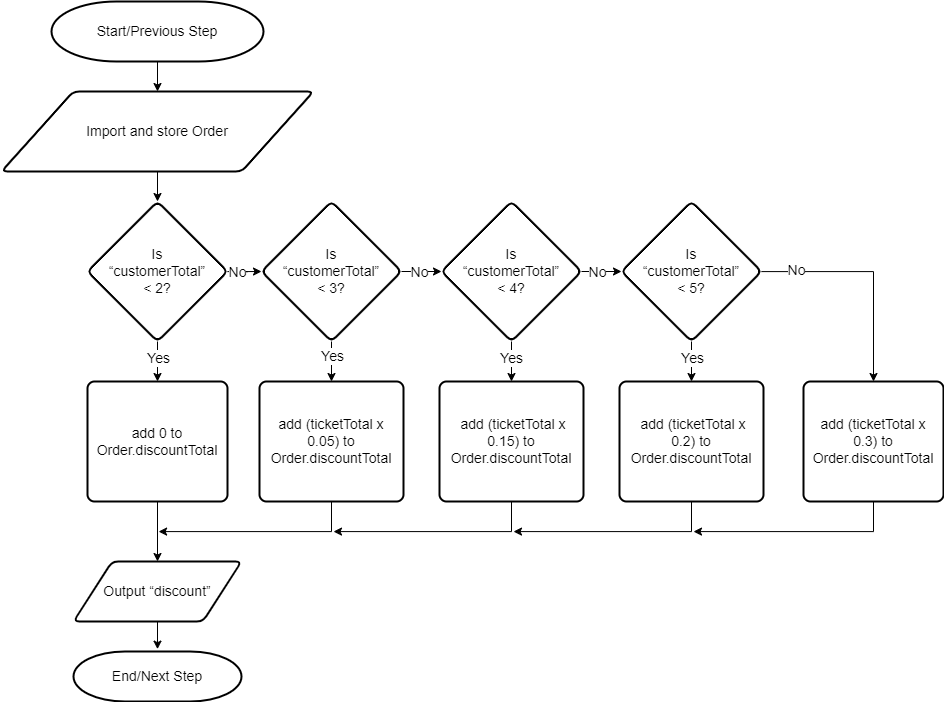 Start/Previous Step
Import and store Order
Is
“customerTotal”
< 2?
No
Is
“customerTotal”
< 3?
No
Is
“customerTotal”
< 4?
No
Is
“customerTotal”
< 5?
No
Yes
Yes
Yes
Yes
add 0 to
Order.discountTotal
add (ticketTotal x
0.05) to
Order.discountTotal
add (ticketTotal x
0.15) to
Order.discountTotal
add (ticketTotal x
0.2) to
Order.discountTotal
add (ticketTotal x
0.3) to
Order.discountTotal
Output “discount”
End/Next Step